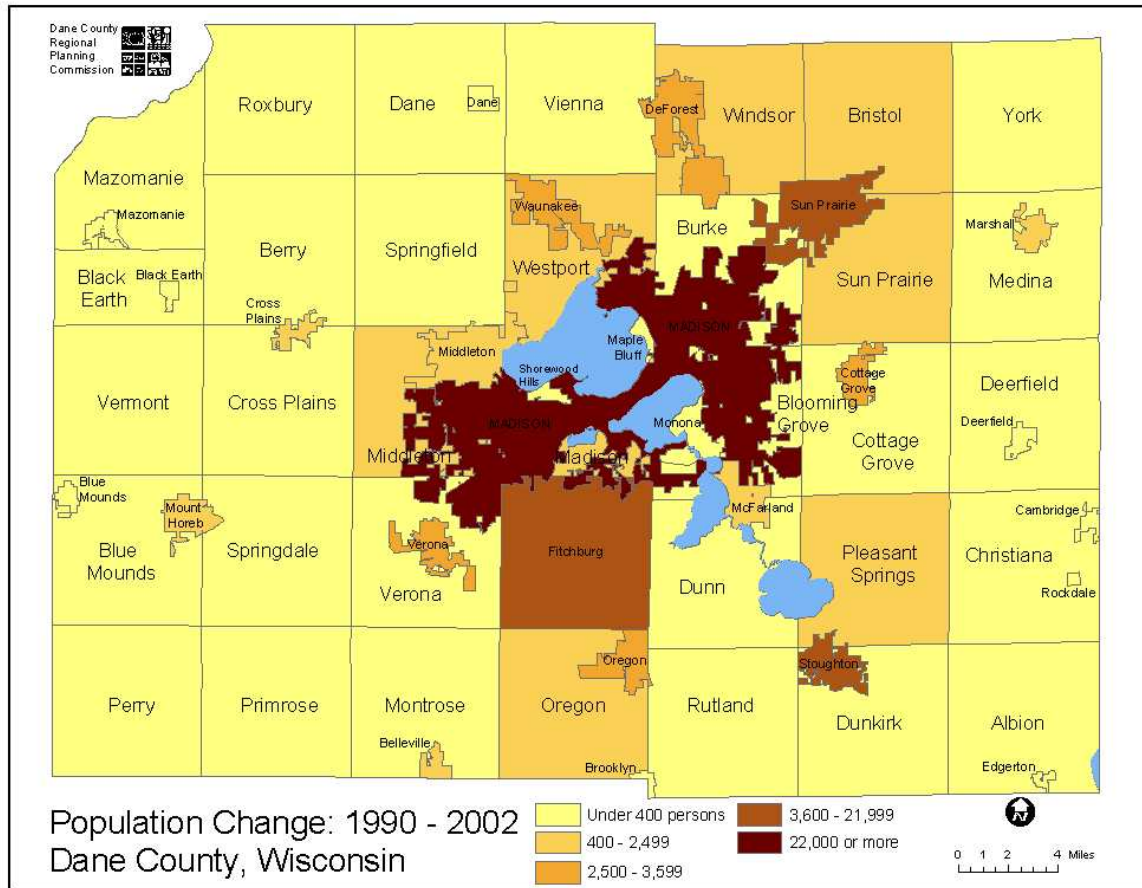 Dane County
Regional
Planning
Commission
Roxbury
Dane
Dane
Vienna
DeForest
Windsor
Bristol
York
Mazomanie
Mazomanie
Waunakee
Burke
Sun Prairie
Marshall
Berry
Springfield
Westport
Sun Prairie
Medina
Black
Earth
Black Earth
Cross
Plains
Middleton
MADISON
Maple
Bluff
Shorewood
Hills
Cottage
Grove
Deerfield
Vermont
Cross Plains
MADISON
Monona
Blooming
Grove
Deerfield
Middleton
Madison
Cottage
Grove
Blue
Mounds
Mount
Horeb
McFarland
Cambridge
Blue
Mounds
Springdale
Verona
Fitchburg
Pleasant
Springs
Christiana
Verona
Dunn
Rockdale
Oregon
Stoughton
Perry
Primrose
Montrose
Oregon
Rutland
Dunkirk
Albion
Belleville
Brooklyn
Edgerton
Population Change: 1990 - 2002
Dane County, Wisconsin
Under 400 persons
400 - 2,499
2,500 - 3,599
3,600 - 21,999
22,000 or more
0 1 2 4 Miles